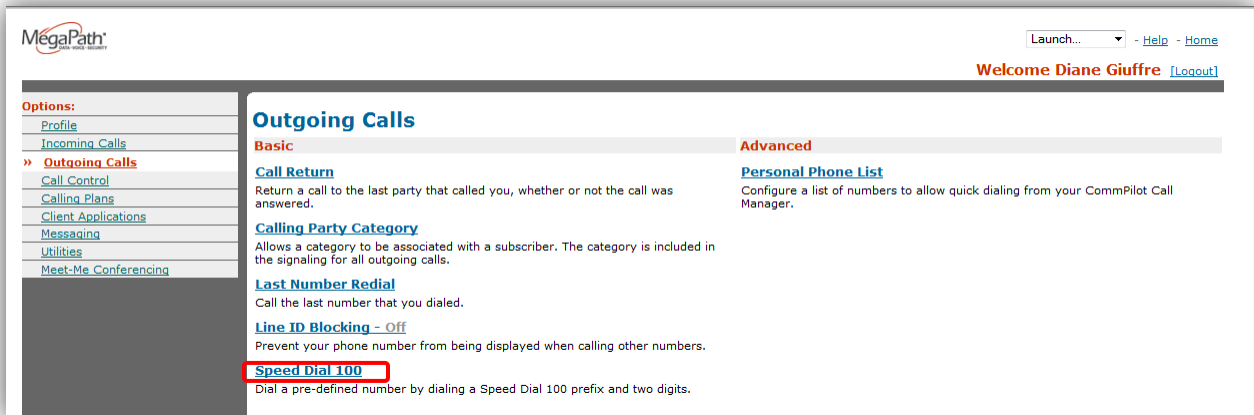 MegaPath
DATA · VOICE · SECURITY
Launch... - Help - Home
Welcome Diane Giuffre [Logout]
Options:
Profile
Incoming Calls
» Outgoing Calls
Call Control
Calling Plans
Client Applications
Messaging
Utilities
Meet-Me Conferencing
Outgoing Calls
Basic
Call Return
Return a call to the last party that called you, whether or not the call was
answered.
Calling Party Category
Allows a category to be associated with a subscriber. The category is included in
the signaling for all outgoing calls.
Last Number Redial
Call the last number that you dialed.
Line ID Blocking - Off
Prevent your phone number from being displayed when calling other numbers.
Speed Dial 100
Dial a pre-defined number by dialing a Speed Dial 100 prefix and two digits.
Advanced
Personal Phone List
Configure a list of numbers to allow quick dialing from your CommPilot Call
Manager.